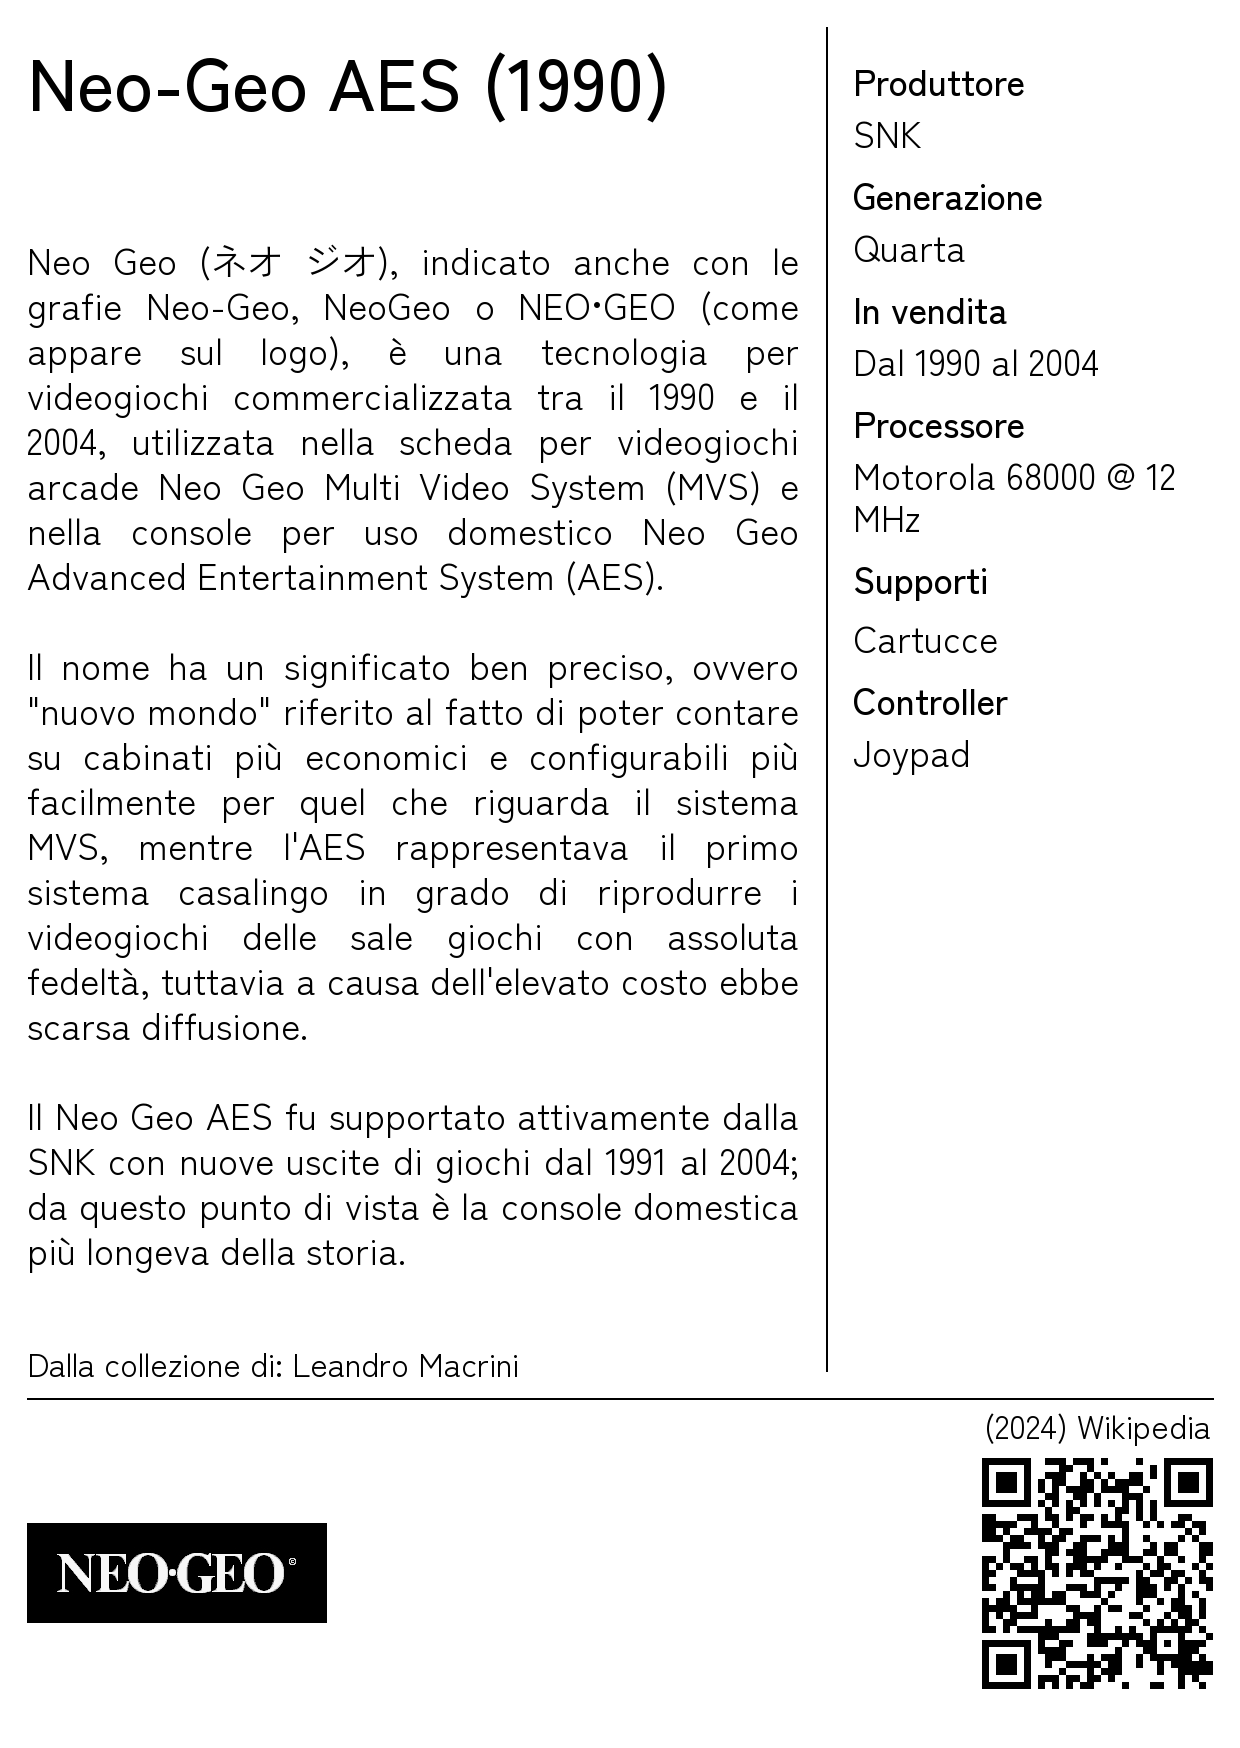 Neo-Geo AES (1990)
Neo Geo (ネオ ジオ), indicato anche con le
grafie Neo-Geo, NeoGeo o NEO•GEO (come
appare sul logo), è una tecnologia per
videogiochi commercializzata tra il 1990 e il
2004, utilizzata nella scheda per videogiochi
arcade Neo Geo Multi Video System (MVS) e
nella console per uso domestico Neo Geo
Advanced Entertainment System (AES).
Il nome ha un significato ben preciso, ovvero
"nuovo mondo" riferito al fatto di poter contare
su cabinati più economici e configurabili più
facilmente per quel che riguarda il sistema
MVS, mentre l'AES rappresentava il primo
sistema casalingo in grado di riprodurre i
videogiochi delle sale giochi con assoluta
fedeltà, tuttavia a causa dell'elevato costo ebbe
scarsa diffusione.
Il Neo Geo AES fu supportato attivamente dalla
SNK con nuove uscite di giochi dal 1991 al 2004;
da questo punto di vista è la console domestica
più longeva della storia.
Dalla collezione di: Leandro Macrini
Produttore
SNK
Generazione
Quarta
In vendita
Dal 1990 al 2004
Processore
Motorola 68000 @ 12
MHz
Supporti
Cartucce
Controller
Joypad
(2024) Wikipedia
NEO•GEO©